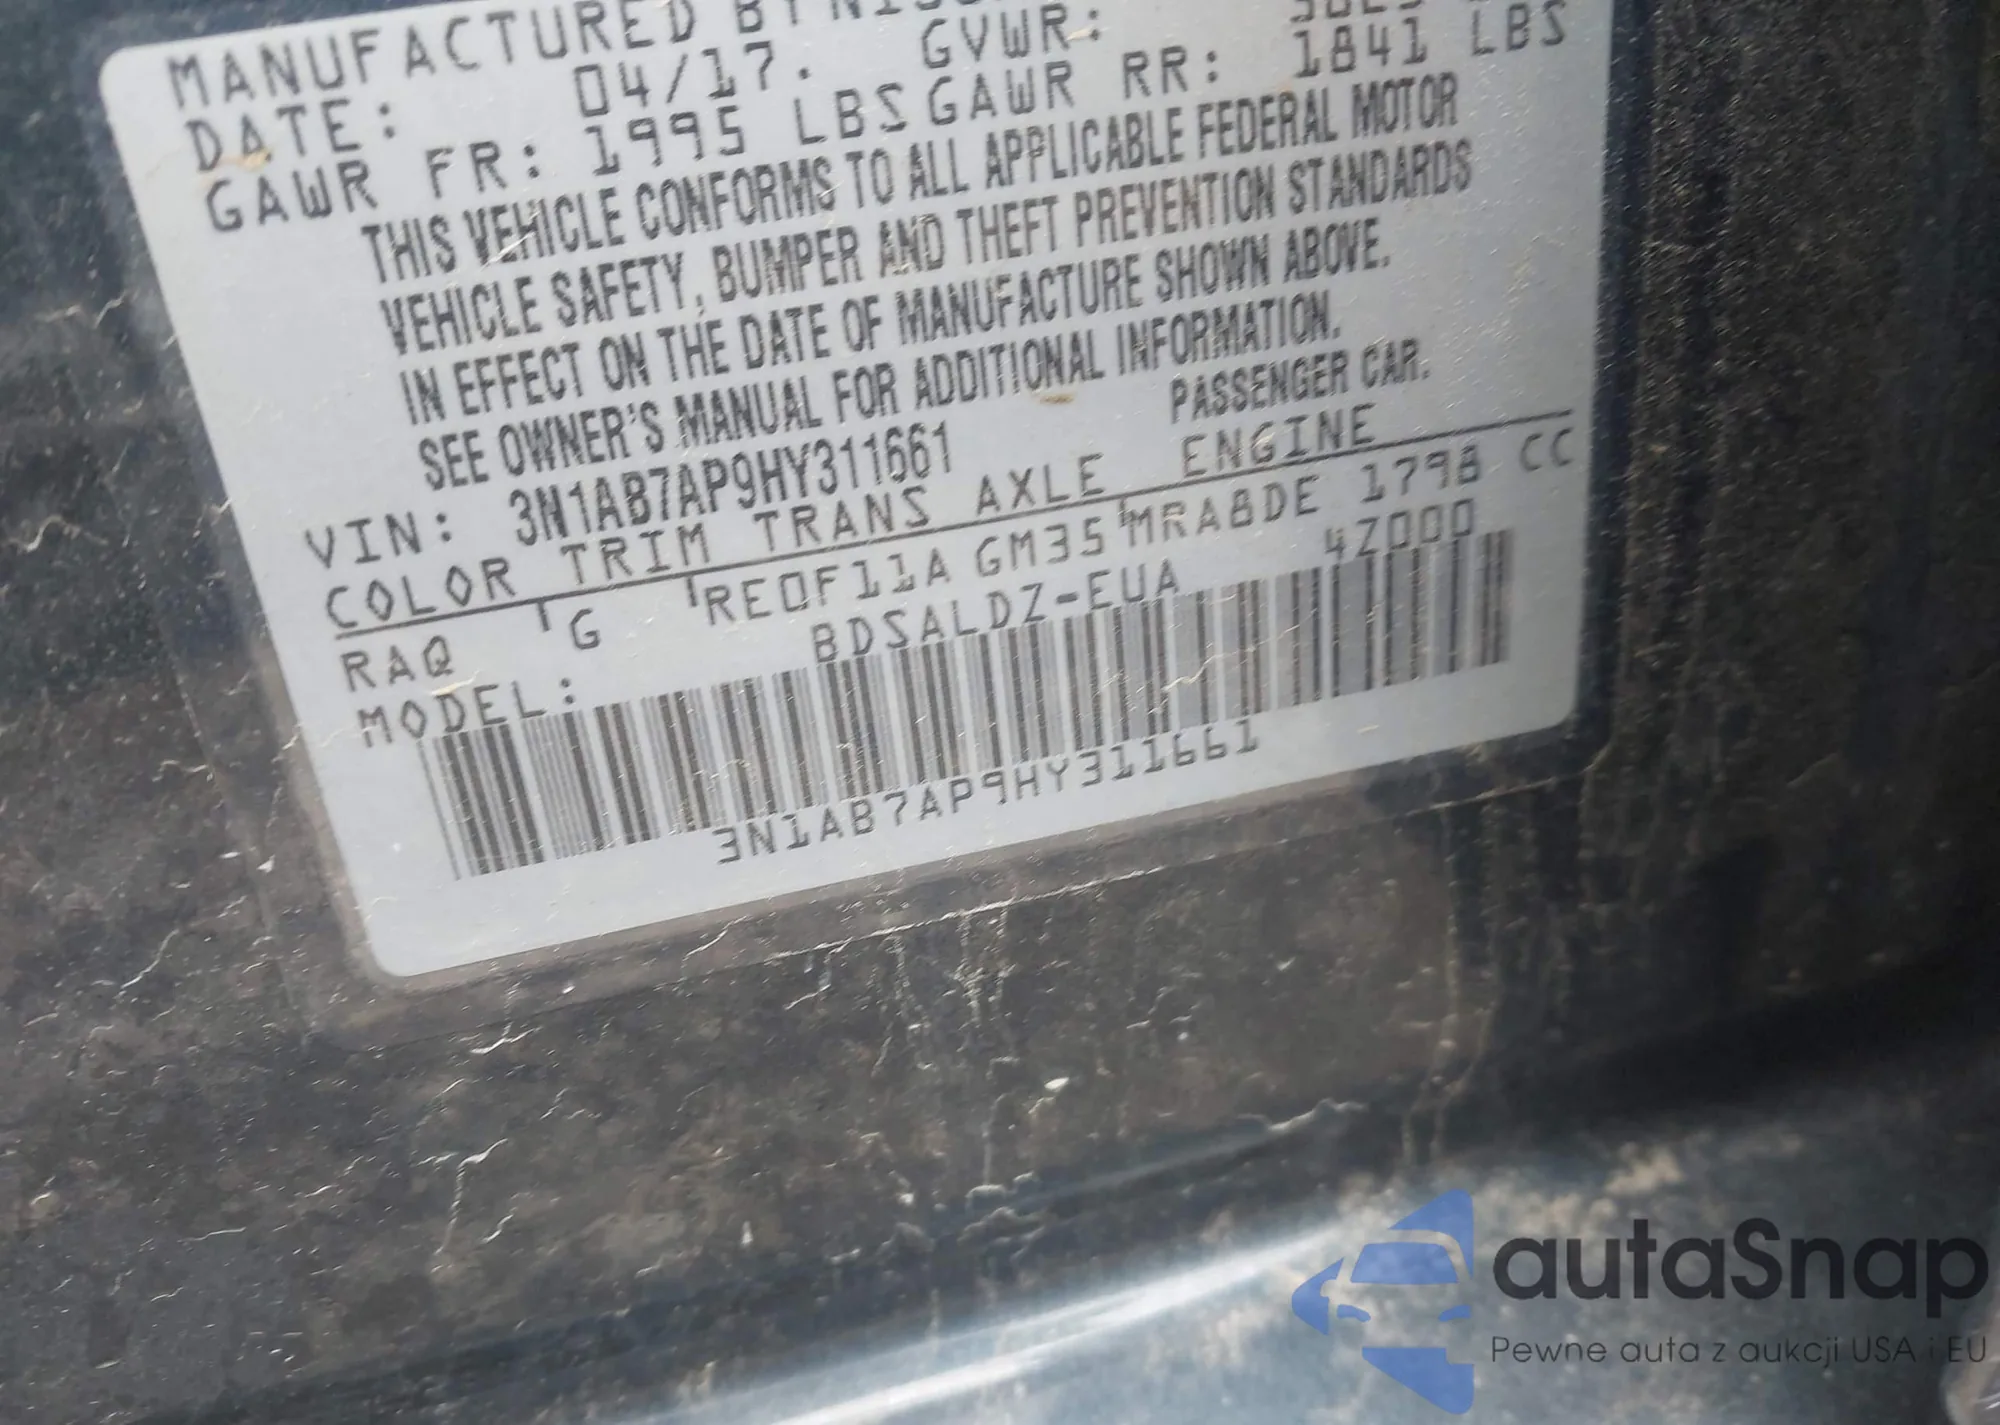 MANUFACTURED BY NISS
DATE: 04/17. GVWR:
GAWR FR: 1995 LBS GAWR RR: 1841 LBS
THIS VEHICLE CONFORMS TO ALL APPLICABLE FEDERAL MOTOR
VEHICLE SAFETY, BUMPER AND THEFT PREVENTION STANDARDS
IN EFFECT ON THE DATE OF MANUFACTURE SHOWN ABOVE.
SEE OWNER'S MANUAL FOR ADDITIONAL INFORMATION.
VIN: 3N1AB7AP9HY311661 PASSENGER CAR.
COLOR TRIM TRANS AXLE ENGINE
RAQ G RE0F11A GM35 MRA8DE 1798 CC
MODEL: BDSALDZ-EUA 4Z000
3N1AB7AP9HY311661
autaSnap
Pewne auta z aukcji USA i EU